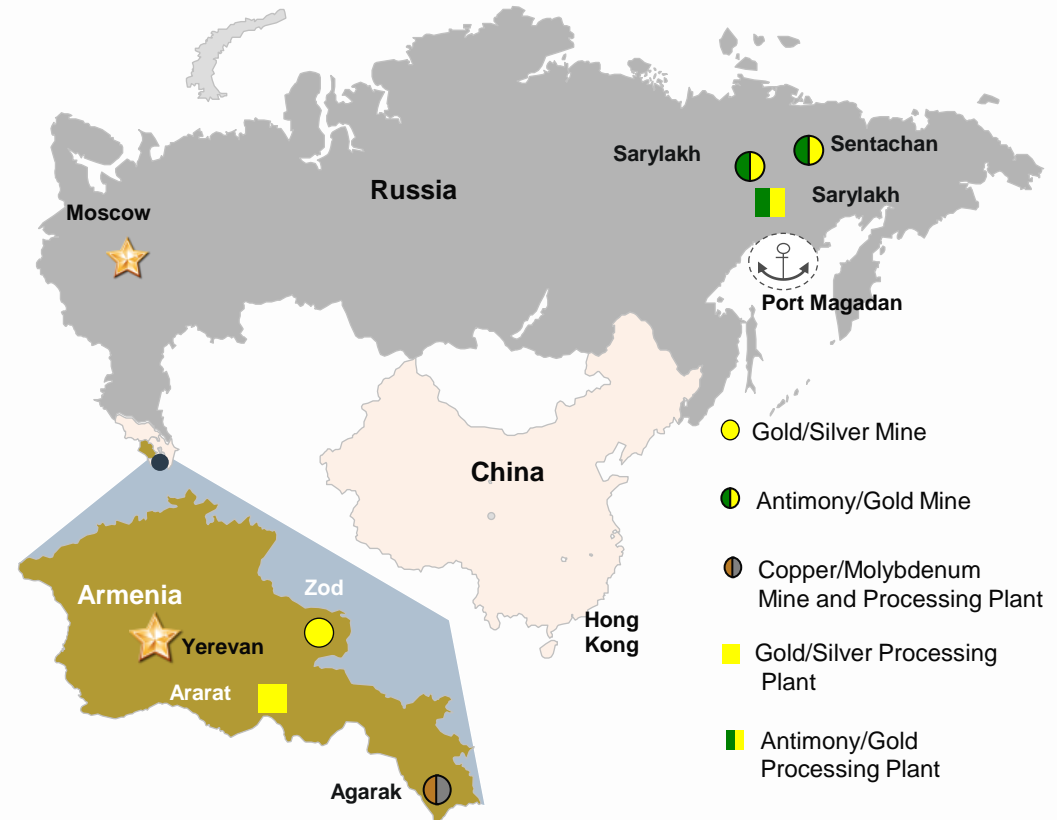 Sarylakh
Sentachan
Russia
Sarylakh
Moscow
Port Magadan
Gold/Silver Mine
China
Antimony/Gold Mine
Copper/Molybdenum
Mine and Processing Plant
Armenia
Zod
Hong
Kong
Yerevan
Gold/Silver Processing
Plant
Ararat
Antimony/Gold
Processing Plant
Agarak